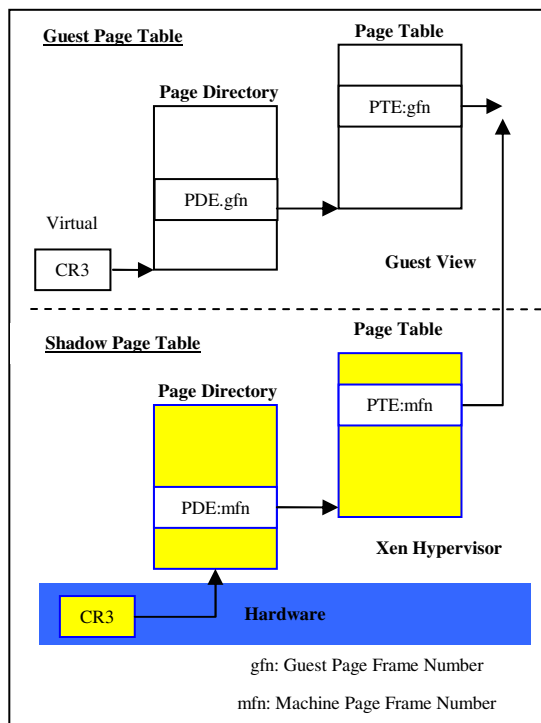 Guest Page Table
Page Table
Page Directory
PTE:gfn
PDE.gfn
Virtual
CR3
Guest View
Shadow Page Table
Page Table
Page Directory
PTE:mfn
PDE:mfn
Xen Hypervisor
CR3
Hardware
gfn: Guest Page Frame Number
mfn: Machine Page Frame Number